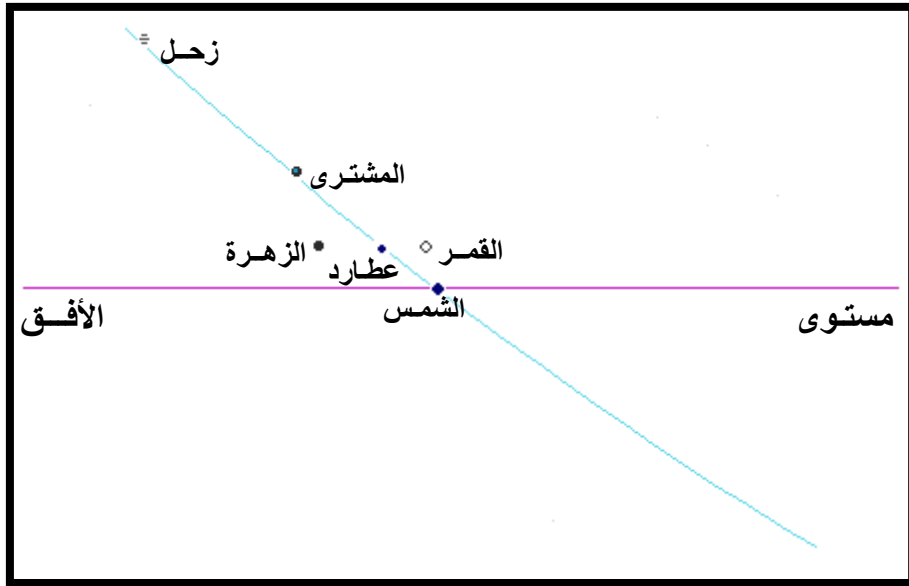 زحـل
المشتـرى
القمـر
الزهـرة
عطـارد
الشمـس
مستـوى
الأفــق